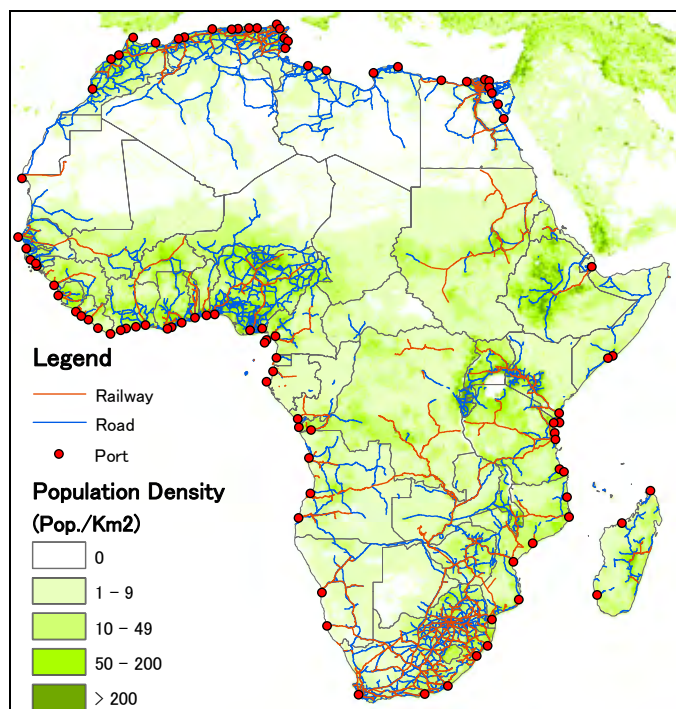 Legend
Railway
Road
Port
Population Density
(Pop./Km2)
0
1 - 9
10 - 49
50 - 200
> 200